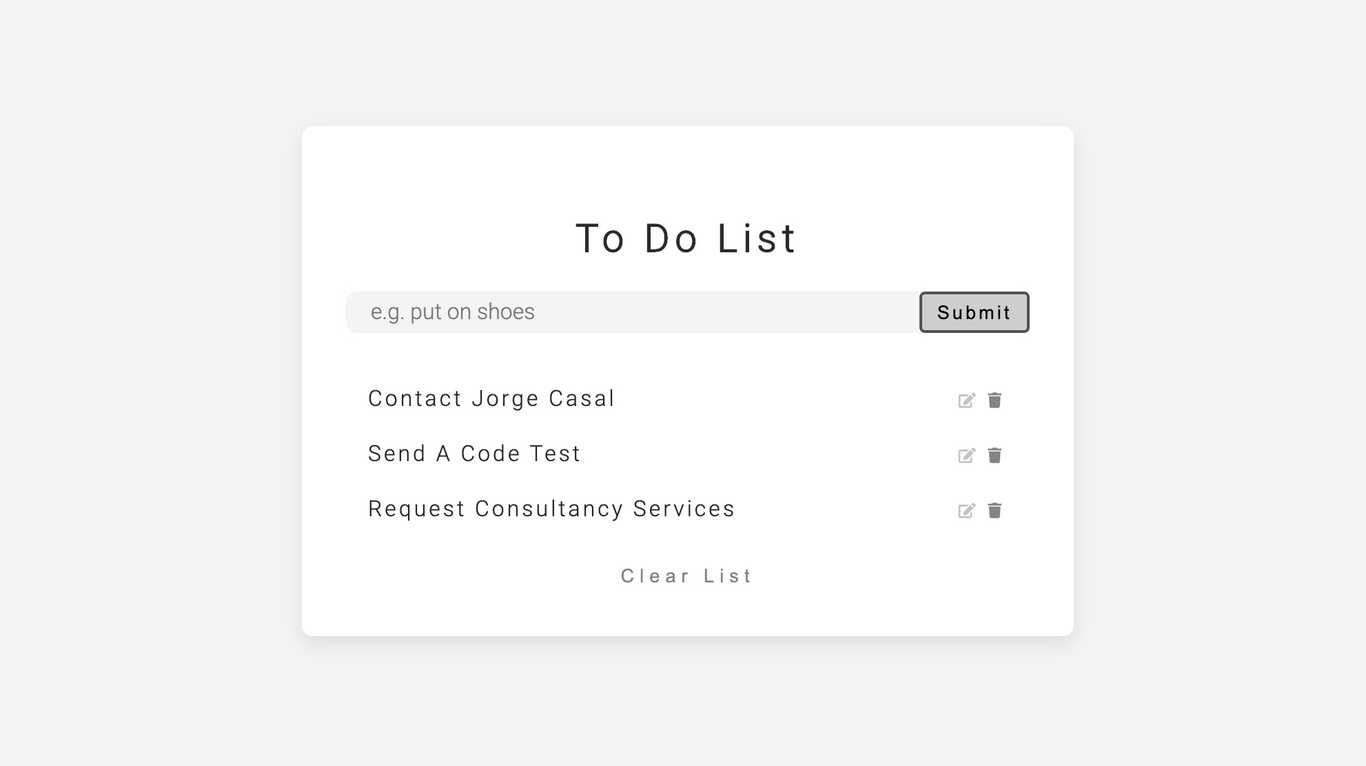 To Do List
e.g. put on shoes
Submit
Contact Jorge Casal
Send A Code Test
Request Consultancy Services
Clear List